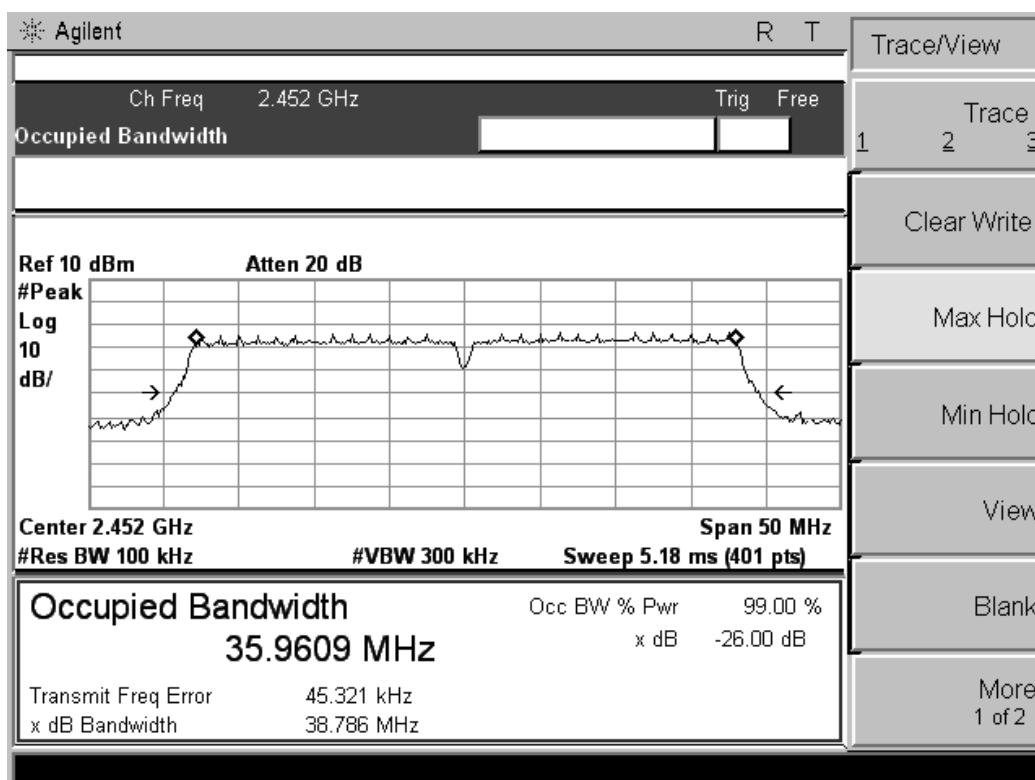 Agilent R T
Trace/View
Ch Freq 2.452 GHz Trig Free
Occupied Bandwidth
Trace
1 2 3
Clear Write
Max Hold
Min Hold
View
Blank
More
1 of 2
Ref 10 dBm Atten 20 dB
#Peak
Log
10
dB/
Center 2.452 GHz Span 50 MHz
#Res BW 100 kHz #VBW 300 kHz Sweep 5.18 ms (401 pts)
Occupied Bandwidth
35.9609 MHz
Occ BW % Pwr 99.00 %
x dB -26.00 dB
Transmit Freq Error 45.321 kHz
x dB Bandwidth 38.786 MHz